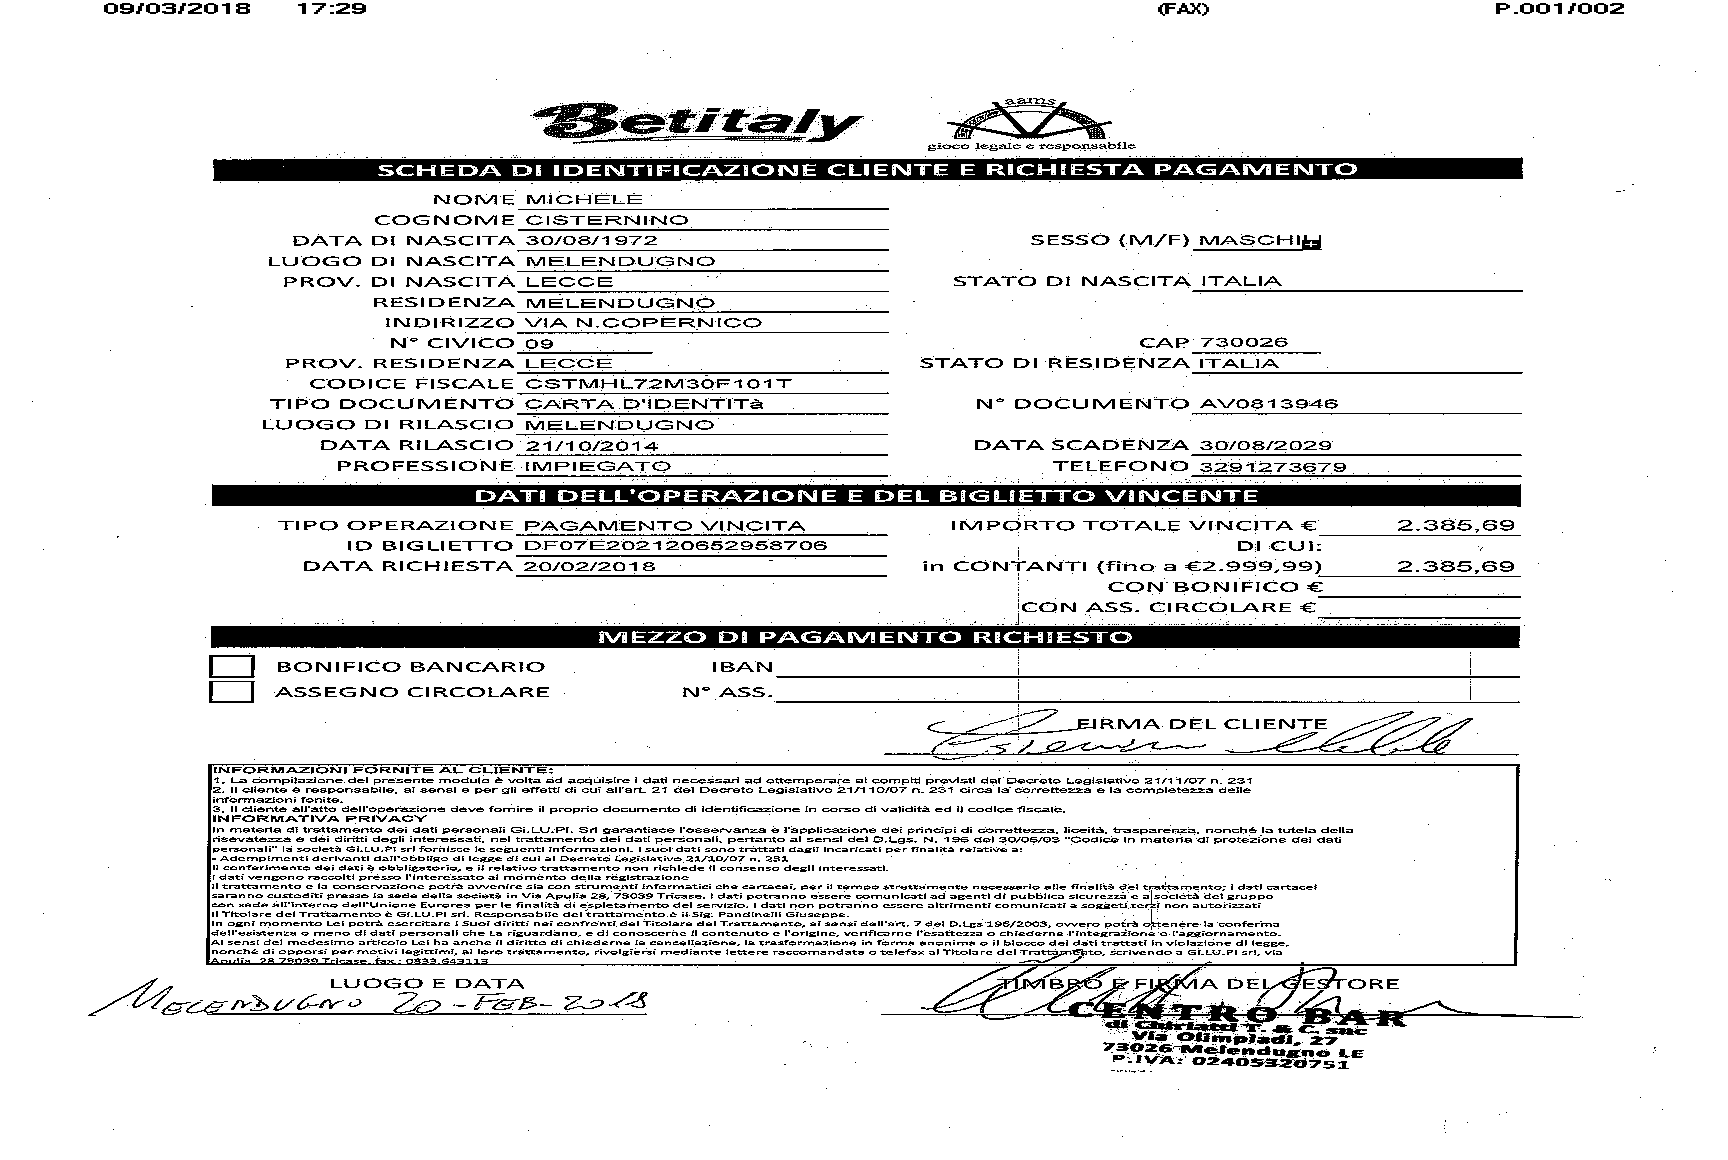 09/03/2018 17:29 (FAX) P.001/002
Betitaly
aams
gioco legale e responsabile
SCHEDA DI IDENTIFICAZIONE CLIENTE E RICHIESTA PAGAMENTO
NOME MICHELE
COGNOME CISTERNINO
DATA DI NASCITA 30/08/1972 SESSO (M/F) MASCHI
LUOGO DI NASCITA MELENDUGNO
PROV. DI NASCITA LECCE STATO DI NASCITA ITALIA
RESIDENZA MELENDUGNO
INDIRIZZO VIA N.COPERNICO
N° CIVICO 09 CAP 730026
PROV. RESIDENZA LECCE STATO DI RESIDENZA ITALIA
CODICE FISCALE CSTMHL72M30F101T
TIPO DOCUMENTO CARTA D'IDENTITà N° DOCUMENTO AV0813946
LUOGO DI RILASCIO MELENDUGNO
DATA RILASCIO 21/10/2014 DATA SCADENZA 30/08/2029
PROFESSIONE IMPIEGATO TELEFONO 3291273679
DATI DELL'OPERAZIONE E DEL BIGLIETTO VINCENTE
TIPO OPERAZIONE PAGAMENTO VINCITA IMPORTO TOTALE VINCITA € 2.385,69
ID BIGLIETTO DF07E202120652958706 DI CUI:
DATA RICHIESTA 20/02/2018 in CONTANTI (fino a €2.999,99) 2.385,69
CON BONIFICO €
CON ASS. CIRCOLARE €
MEZZO DI PAGAMENTO RICHIESTO
BONIFICO BANCARIO IBAN
ASSEGNO CIRCOLARE N° ASS.
FIRMA DEL CLIENTE
INFORMAZIONI FORNITE AL CLIENTE:
1. La compilazione del presente modulo è volta ad acquisire i dati necessari ad ottemperare ai compiti previsti dal Decreto Legislativo 21/11/07 n. 231
2. Il cliente è responsabile, ai sensi e per gli effetti di cui all'art. 21 del Decreto Legislativo 21/110/07 n. 231 circa la correttezza e la completezza delle
informazioni fonite.
3. Il cliente all'atto dell'operazione deve fornire il proprio documento di identificazione in corso di validità ed il codice fiscale.
INFORMATIVA PRIVACY
In materia di trattamento dei dati personali GI.LU.PI. Srl garantisce l'osservanza e l'applicazione dei principi di correttezza, liceità, trasparenza, nonché la tutela della
risevatezza e dei diritti degli interessati, nel trattamento dei dati personali, pertanto ai sensi del D.Lgs. N. 196 del 30/06/03 "Codice in materia di protezione dei dati
personali" la società GI.LU.PI srl fornisce le seguenti informazioni. I suoi dati sono trattati dagli incaricati per finalità relative a:
- Adempimenti derivanti dall'obbligo di legge di cui al Decreto Legislativo 21/10/07 n. 231
Il conferimento dei dati è obbligatorio, e il relativo trattamento non richiede il consenso degli interessati.
I dati vengono raccolti presso l'interessato al momento della registrazione
Il trattamento e la conservazione potrà avvenire sia con strumenti informatici che cartacei, per il tempo strettamente necessario alle finalità del trattamento; i dati cartacei
saranno custoditi presso la sede della società in Via Apulia 28, 73039 Tricase. I dati potranno essere comunicati ad agenti di pubblica sicurezza e a società del gruppo
con sede all'interno dell'Unione Europea per le finalità di espletamento del servizio. I dati non potranno essere altrimenti comunicati a soggetti terzi non autorizzati
Il Titolare del Trattamento è GI.LU.PI srl. Responsabile del trattamento è il Sig. Pandinelli Giuseppe.
In ogni momento Lei potrà esercitare i Suoi diritti nei confronti del Titolare del Trattamento, ai sensi dell'art. 7 del D.Lgs 196/2003, ovvero potrà ottenere la conferma
dell'esistenza o meno di dati personali che La riguardano, e di conoscerne il contenuto e l'origine, verificarne l'esattezza o chiederne l'integrazione o l'aggiornamento.
Ai sensi del medesimo articolo Lei ha anche il diritto di chiederne la cancellazione, la trasformazione in forma anonima o il blocco dei dati trattati in violazione di legge,
nonché di opporsi per motivi legittimi, al loro trattamento, rivolgiersi mediante lettere raccomandata o telefax al Titolare del Trattamento, scrivendo a GI.LU.PI srl, via
Apulia, 28 73039 Tricase, fax.: 0833.643113
LUOGO E DATA TIMBRO E FIRMA DEL GESTORE
MELENDUGNO 20-FEB-2018
CENTRO BAR
di Chiriatti T. & C. snc
Via Olimpiadi, 27
73026 Melendugno LE
P.IVA: 02405320751